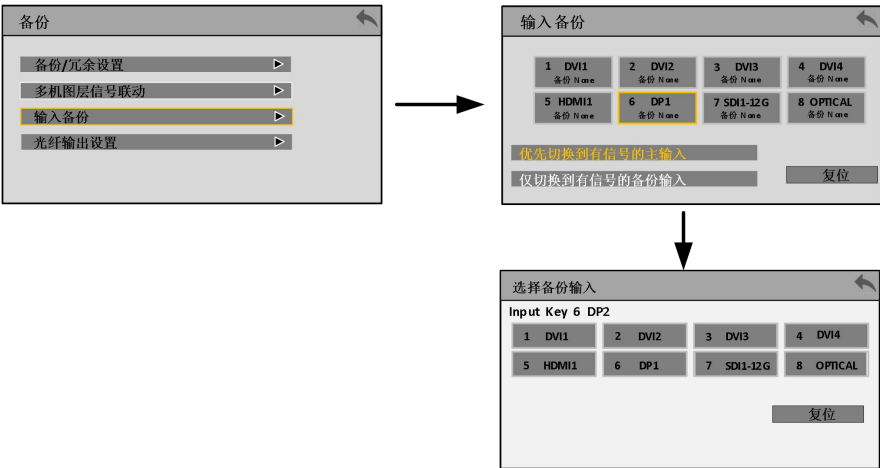 备份
备份/冗余设置
多机图层信号联动
输入备份
光纤输出设置
输入备份
1 DVI1 2 DVI2 3 DVI3 4 DVI4
备份 None 备份 None 备份 None 备份 None
5 HDMI1 6 DP1 7 SDI1-12G 8 OPTICAL
备份 None 备份 None 备份 None 备份 None
优先切换到有信号的主输入
仅切换到有信号的备份输入
复位
选择备份输入
Input Key 6 DP2
1 DVI1 2 DVI2 3 DVI3 4 DVI4
5 HDMI1 6 DP1 7 SDI1-12G 8 OPTICAL
复位